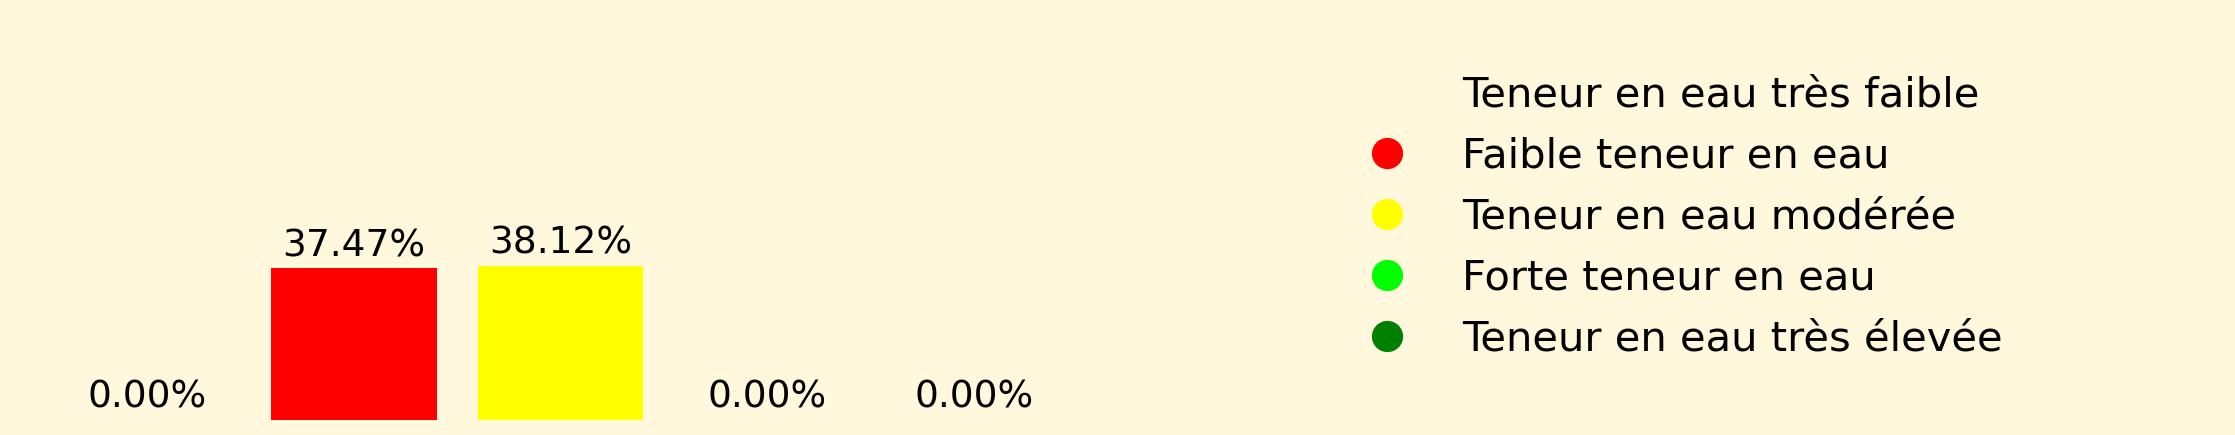 Teneur en eau très faible
Faible teneur en eau
Teneur en eau modérée
Forte teneur en eau
Teneur en eau très élevée
37.47%
38.12%
0.00%
0.00%
0.00%